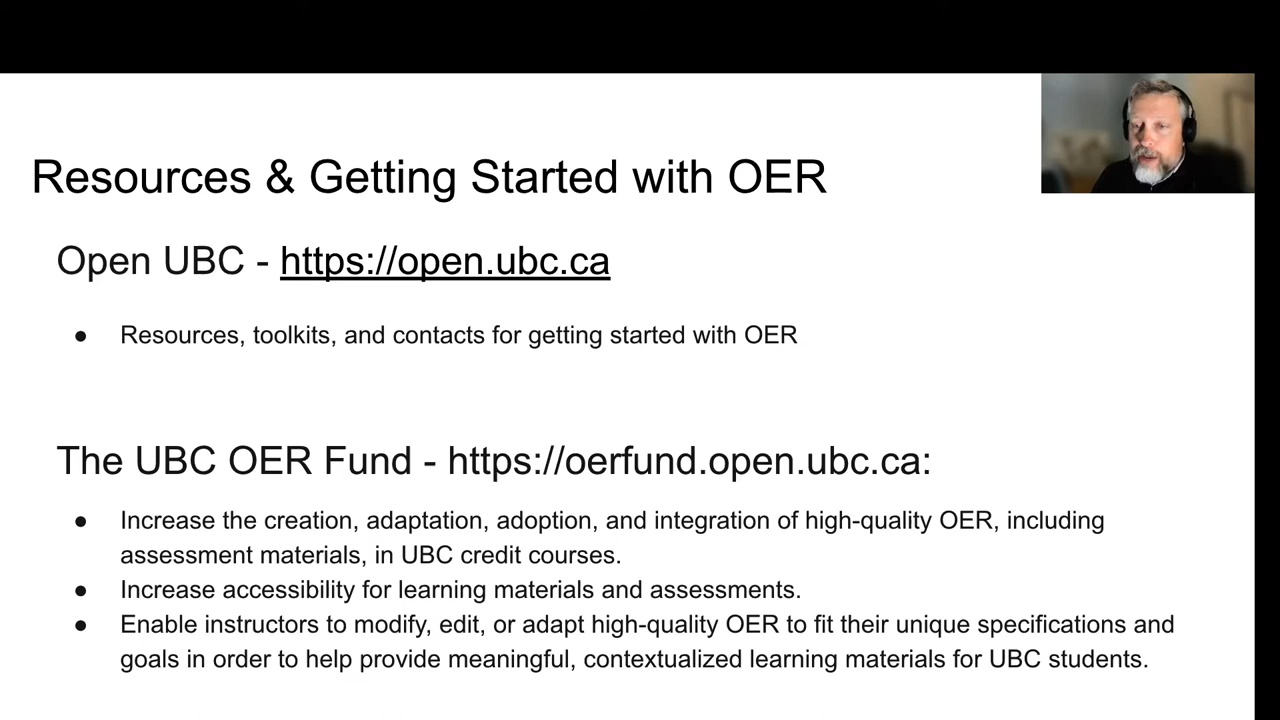 Resources & Getting Started with OER
Open UBC - https://open.ubc.ca
● Resources, toolkits, and contacts for getting started with OER
The UBC OER Fund - https://oerfund.open.ubc.ca:
● Increase the creation, adaptation, adoption, and integration of high-quality OER, including
assessment materials, in UBC credit courses.
● Increase accessibility for learning materials and assessments.
● Enable instructors to modify, edit, or adapt high-quality OER to fit their unique specifications and
goals in order to help provide meaningful, contextualized learning materials for UBC students.